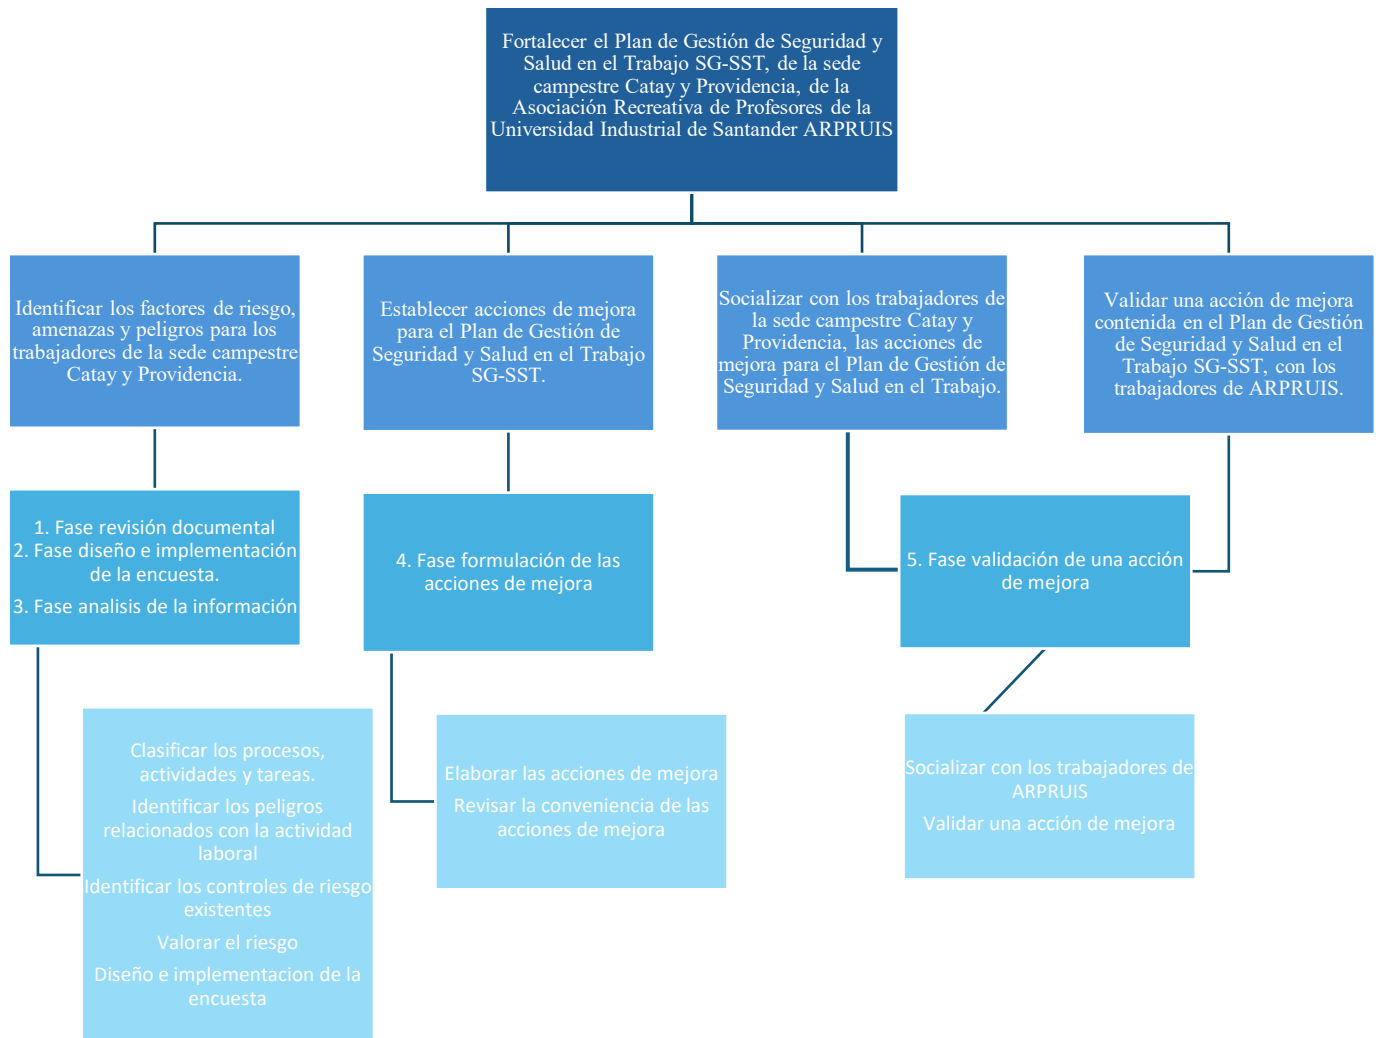 Fortalecer el Plan de Gestión de Seguridad y
Salud en el Trabajo SG-SST, de la sede
campestre Catay y Providencia, de la
Asociación Recreativa de Profesores de la
Universidad Industrial de Santander ARPRUIS
Identificar los factores de riesgo,
amenazas y peligros para los
trabajadores de la sede campestre
Catay y Providencia.
Establecer acciones de mejora
para el Plan de Gestión de
Seguridad y Salud en el Trabajo
SG-SST.
Socializar con los trabajadores de
la sede campestre Catay y
Providencia, las acciones de
mejora para el Plan de Gestión de
Seguridad y Salud en el Trabajo.
Validar una acción de mejora
contenida en el Plan de Gestión
de Seguridad y Salud en el
Trabajo SG-SST, con los
trabajadores de ARPRUIS.
1. Fase revisión documental
2. Fase diseño e implementación
de la encuesta.
3. Fase analisis de la información
4. Fase formulación de las
acciones de mejora
5. Fase validación de una acción
de mejora
Clasificar los procesos,
actividades y tareas.
Identificar los peligros
relacionados con la actividad
laboral
Identificar los controles de riesgo
existentes
Valorar el riesgo
Diseño e implementacion de la
encuesta
Elaborar las acciones de mejora
Revisar la conveniencia de las
acciones de mejora
Socializar con los trabajadores de
ARPRUIS
Validar una acción de mejora